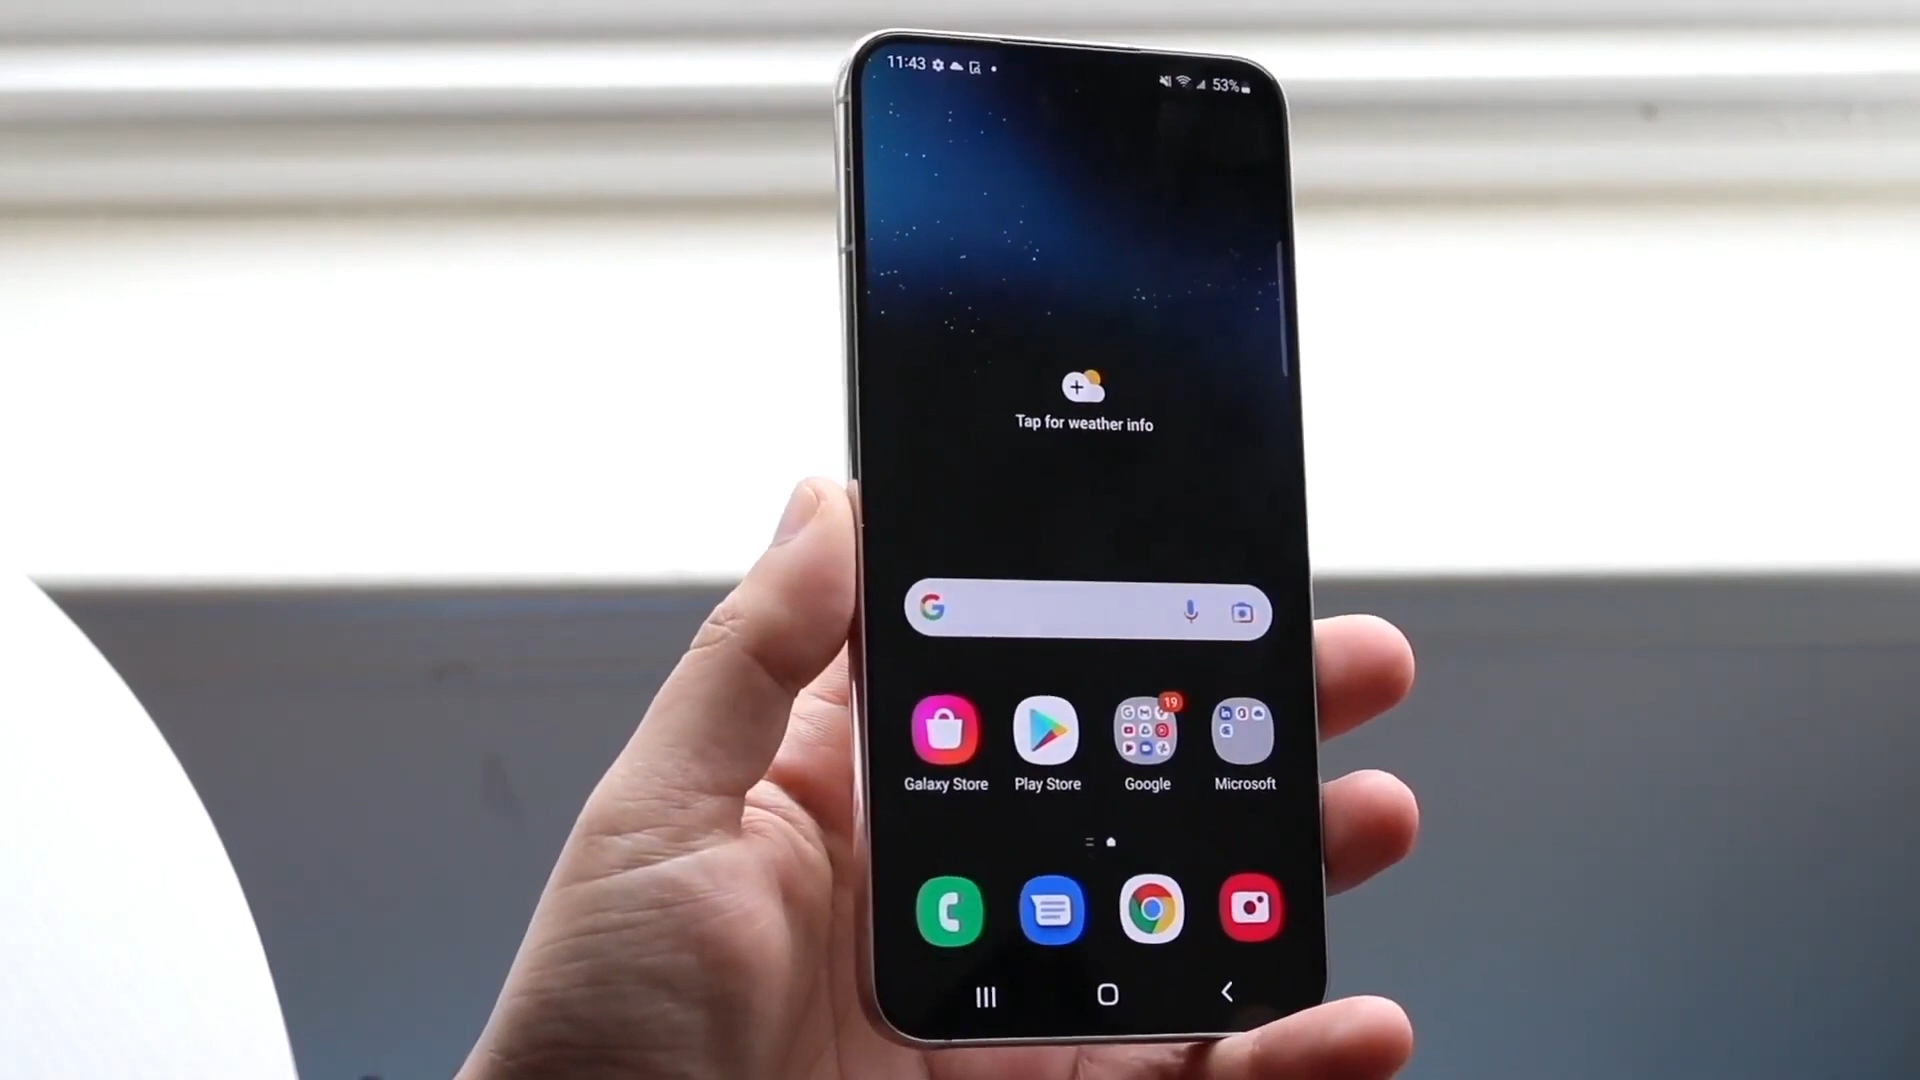 11:43
53%
Tap for weather info
19
Galaxy Store
Play Store
Google
Microsoft